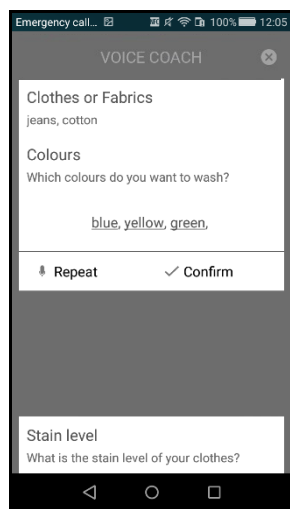 Emergency call... 100% 12:05
VOICE COACH
Clothes or Fabrics
jeans, cotton
Colours
Which colours do you want to wash?
blue, yellow, green,
Repeat Confirm
Stain level
What is the stain level of your clothes?